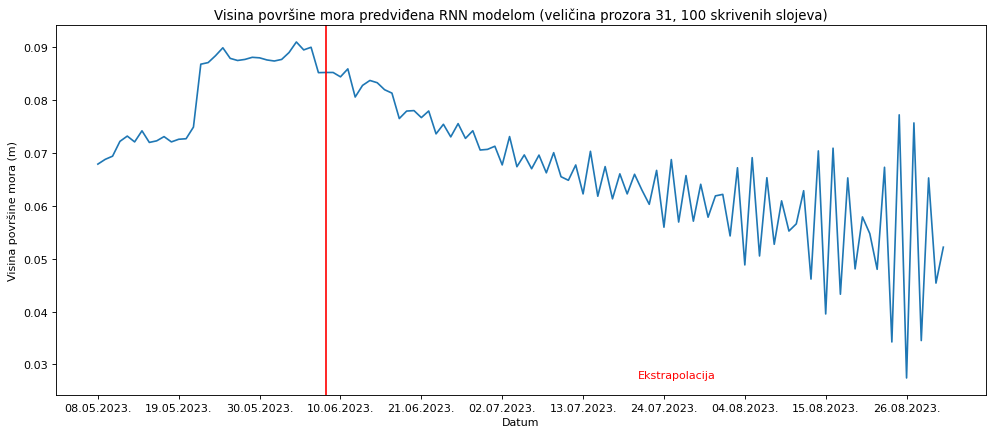 Visina površine mora predviđena RNN modelom (veličina prozora 31, 100 skrivenih slojeva)
Visina površine mora (m)
0.09
0.08
0.07
0.06
0.05
0.04
0.03
Ekstrapolacija
08.05.2023. 19.05.2023. 30.05.2023. 10.06.2023. 21.06.2023. 02.07.2023. 13.07.2023. 24.07.2023. 04.08.2023. 15.08.2023. 26.08.2023.
Datum